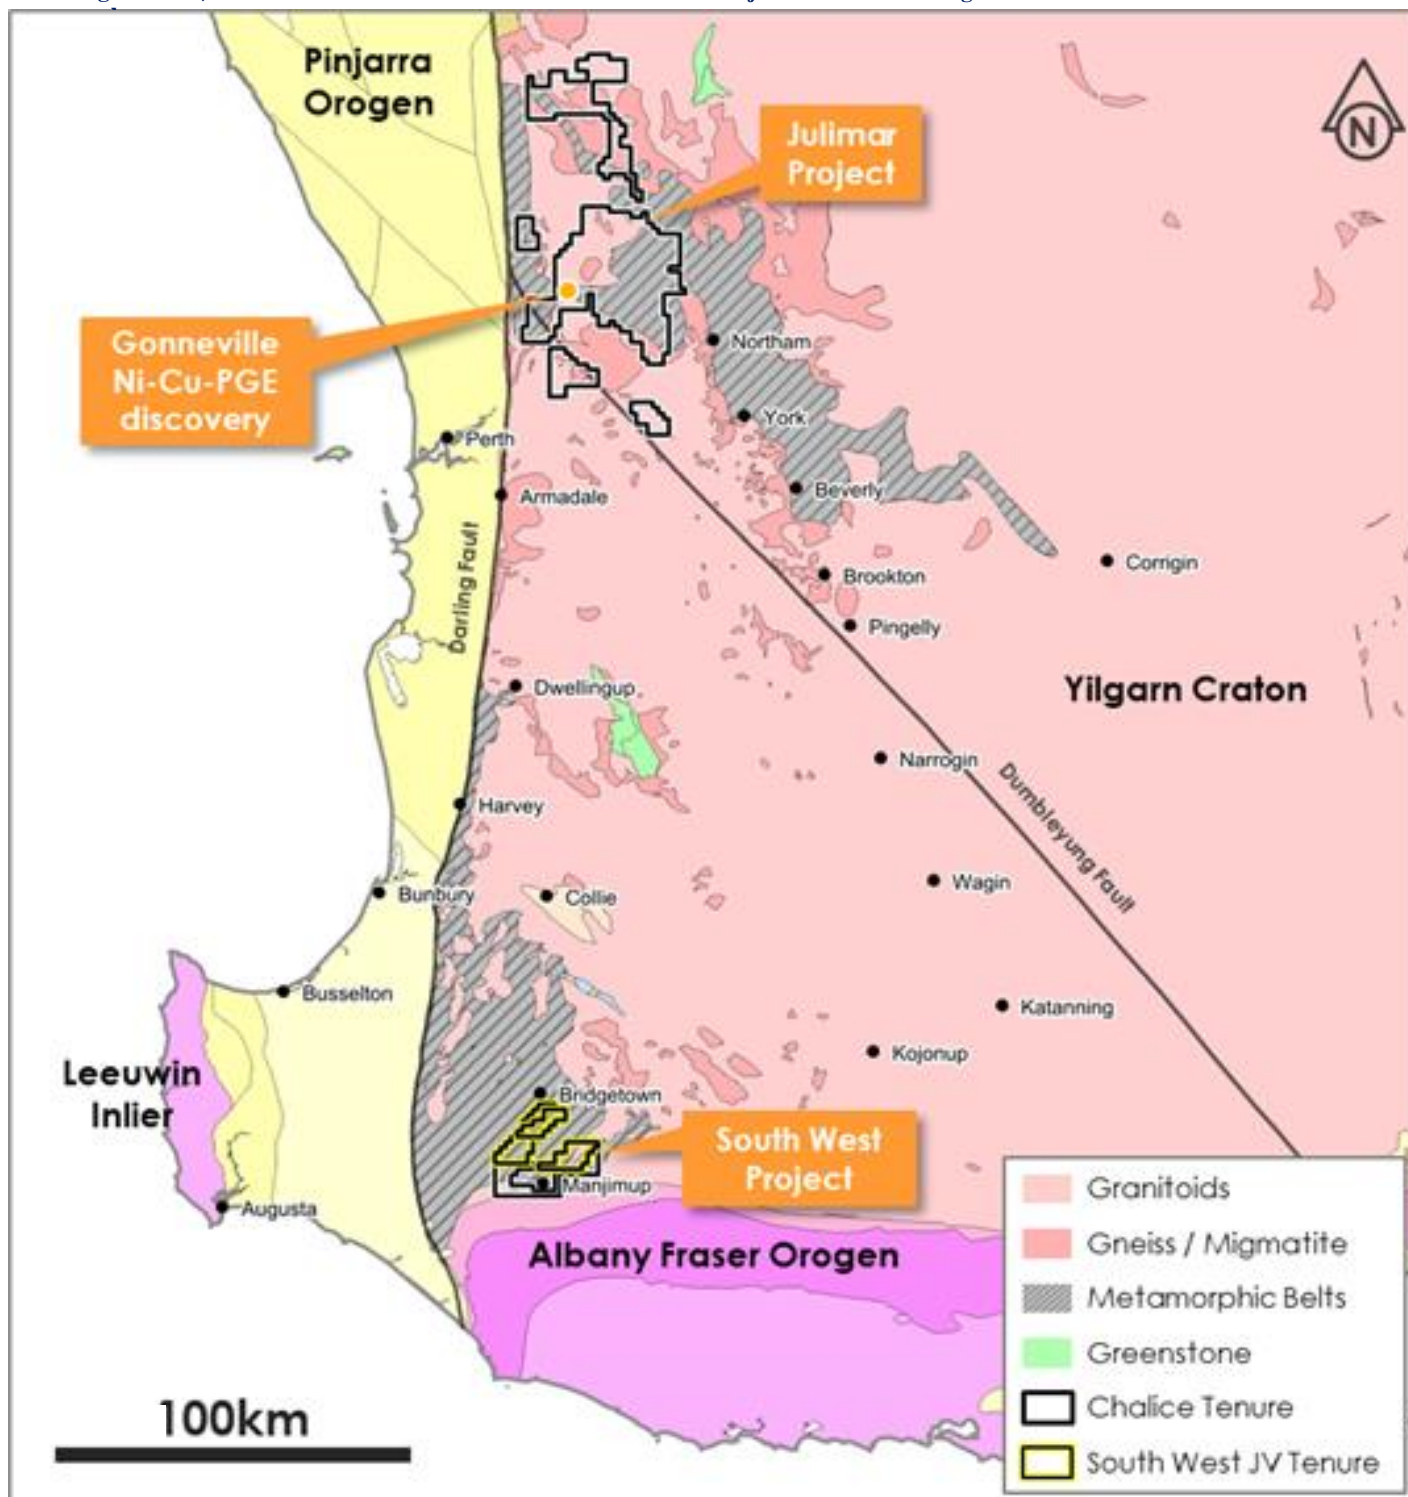 Pinjarra
Orogen
N
Julimar
Project
Gonneville
Ni-Cu-PGE
discovery
Northam
York
Perth
Beverly
Armadale
Darling Fault
Brookton
Corrigin
Pingelly
Dwellingup
Yilgarn Craton
Narrogin
Dumbleyung Fault
Harvey
Bunbury
Collie
Wagin
Busselton
Katanning
Kojonup
Leeuwin
Inlier
Bridgetown
South West
Project
Manjimup
Augusta
Albany Fraser Orogen
Granitoids
Gneiss / Migmatite
Metamorphic Belts
Greenstone
Chalice Tenure
South West JV Tenure
100km